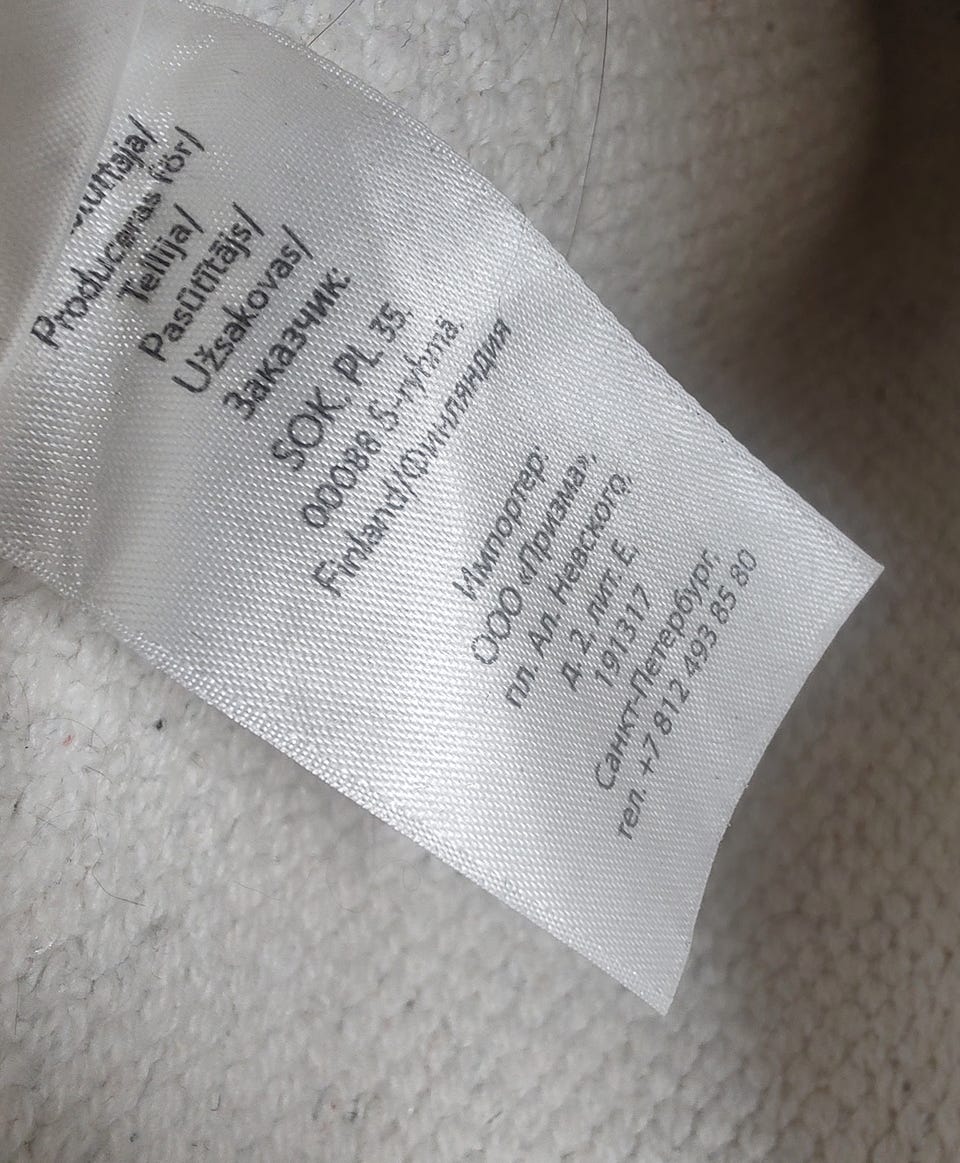 Produceras för/
Tellija/
Pasūtītājs/
Užsakovas/
Заказчик:
SOK. PL 35,
00088 S-ryhmä,
Finland/Финляндия
Импортер:
ООО «Призма»,
пл. Ал. Невского,
д 2, лит. Е,
191317
Санкт-Петербург,
тел. +7 812 493 85 80